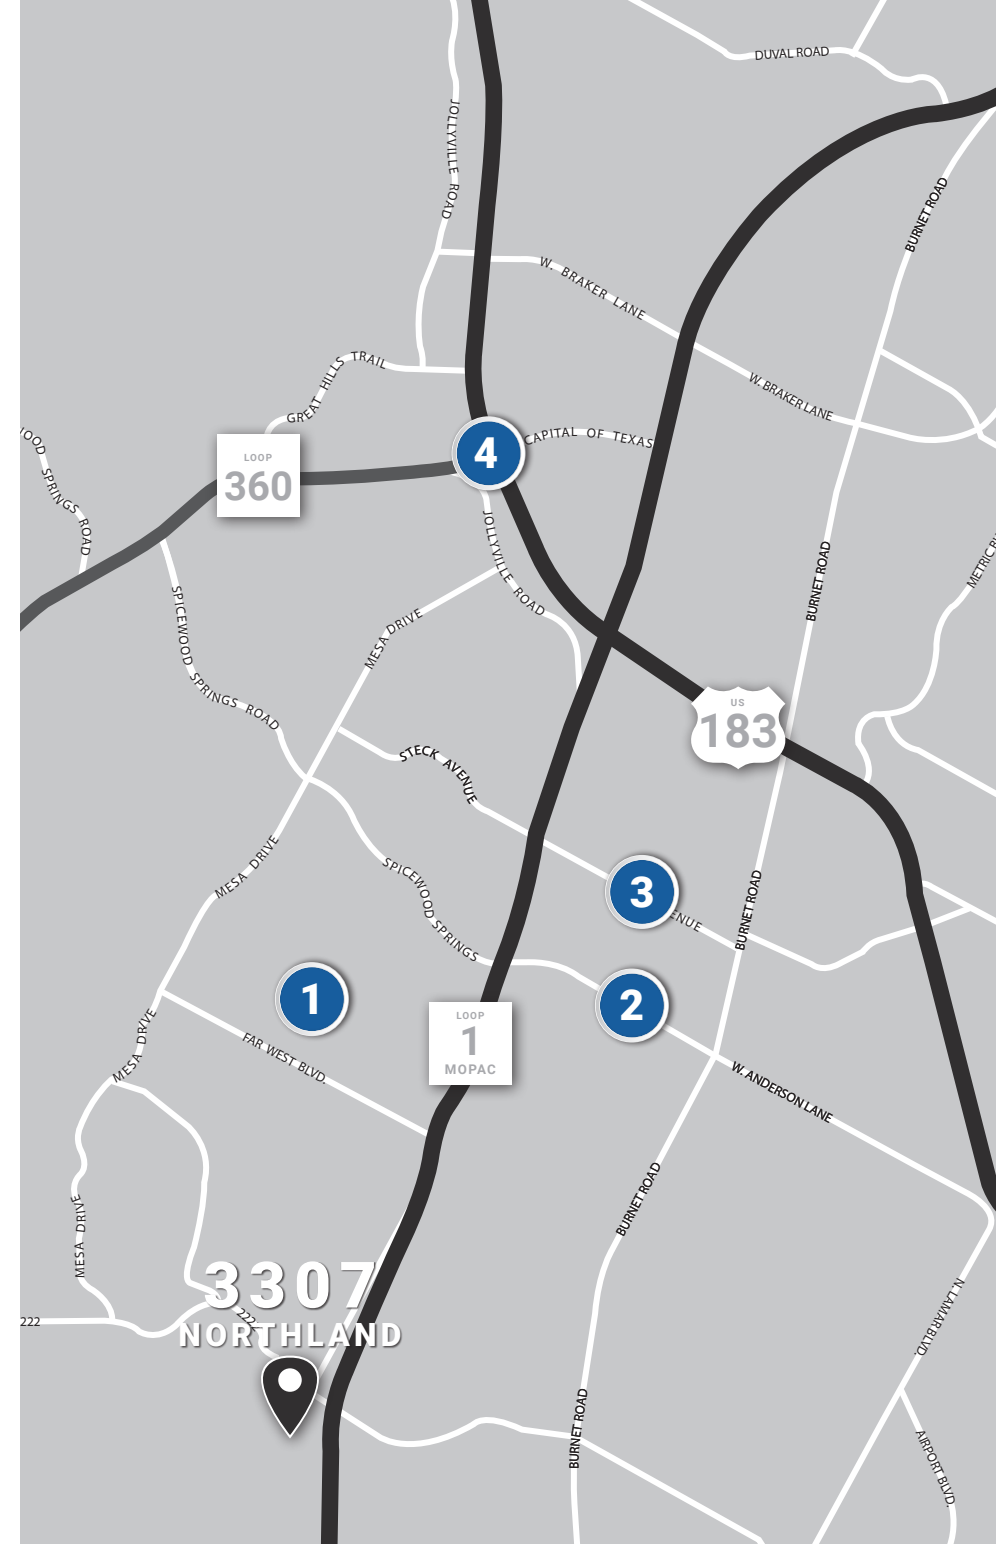 DUVAL ROAD
JOLLYVILLE ROAD
BURNET ROAD
W. BRAKER LANE
GREAT HILLS TRAIL
W. BRAKER LANE
SPRINGS ROAD
LOOP
360
4
CAPITAL OF TEXAS
JOLLYVILLE ROAD
BURNET ROAD
SPICEWOOD SPRINGS ROAD
MESA DRIVE
US
183
STECK AVENUE
MESA DRIVE
SPICEWOOD SPRINGS
3
BURNET ROAD
1
2
LOOP
1
MOPAC
MESA DRIVE
FAR WEST BLVD.
W. ANDERSON LANE
BURNET ROAD
MESA DRIVE
3307
NORTHLAND
2222
222
N. LAMAR BLVD.
BURNET ROAD
AIRPORT BLVD.